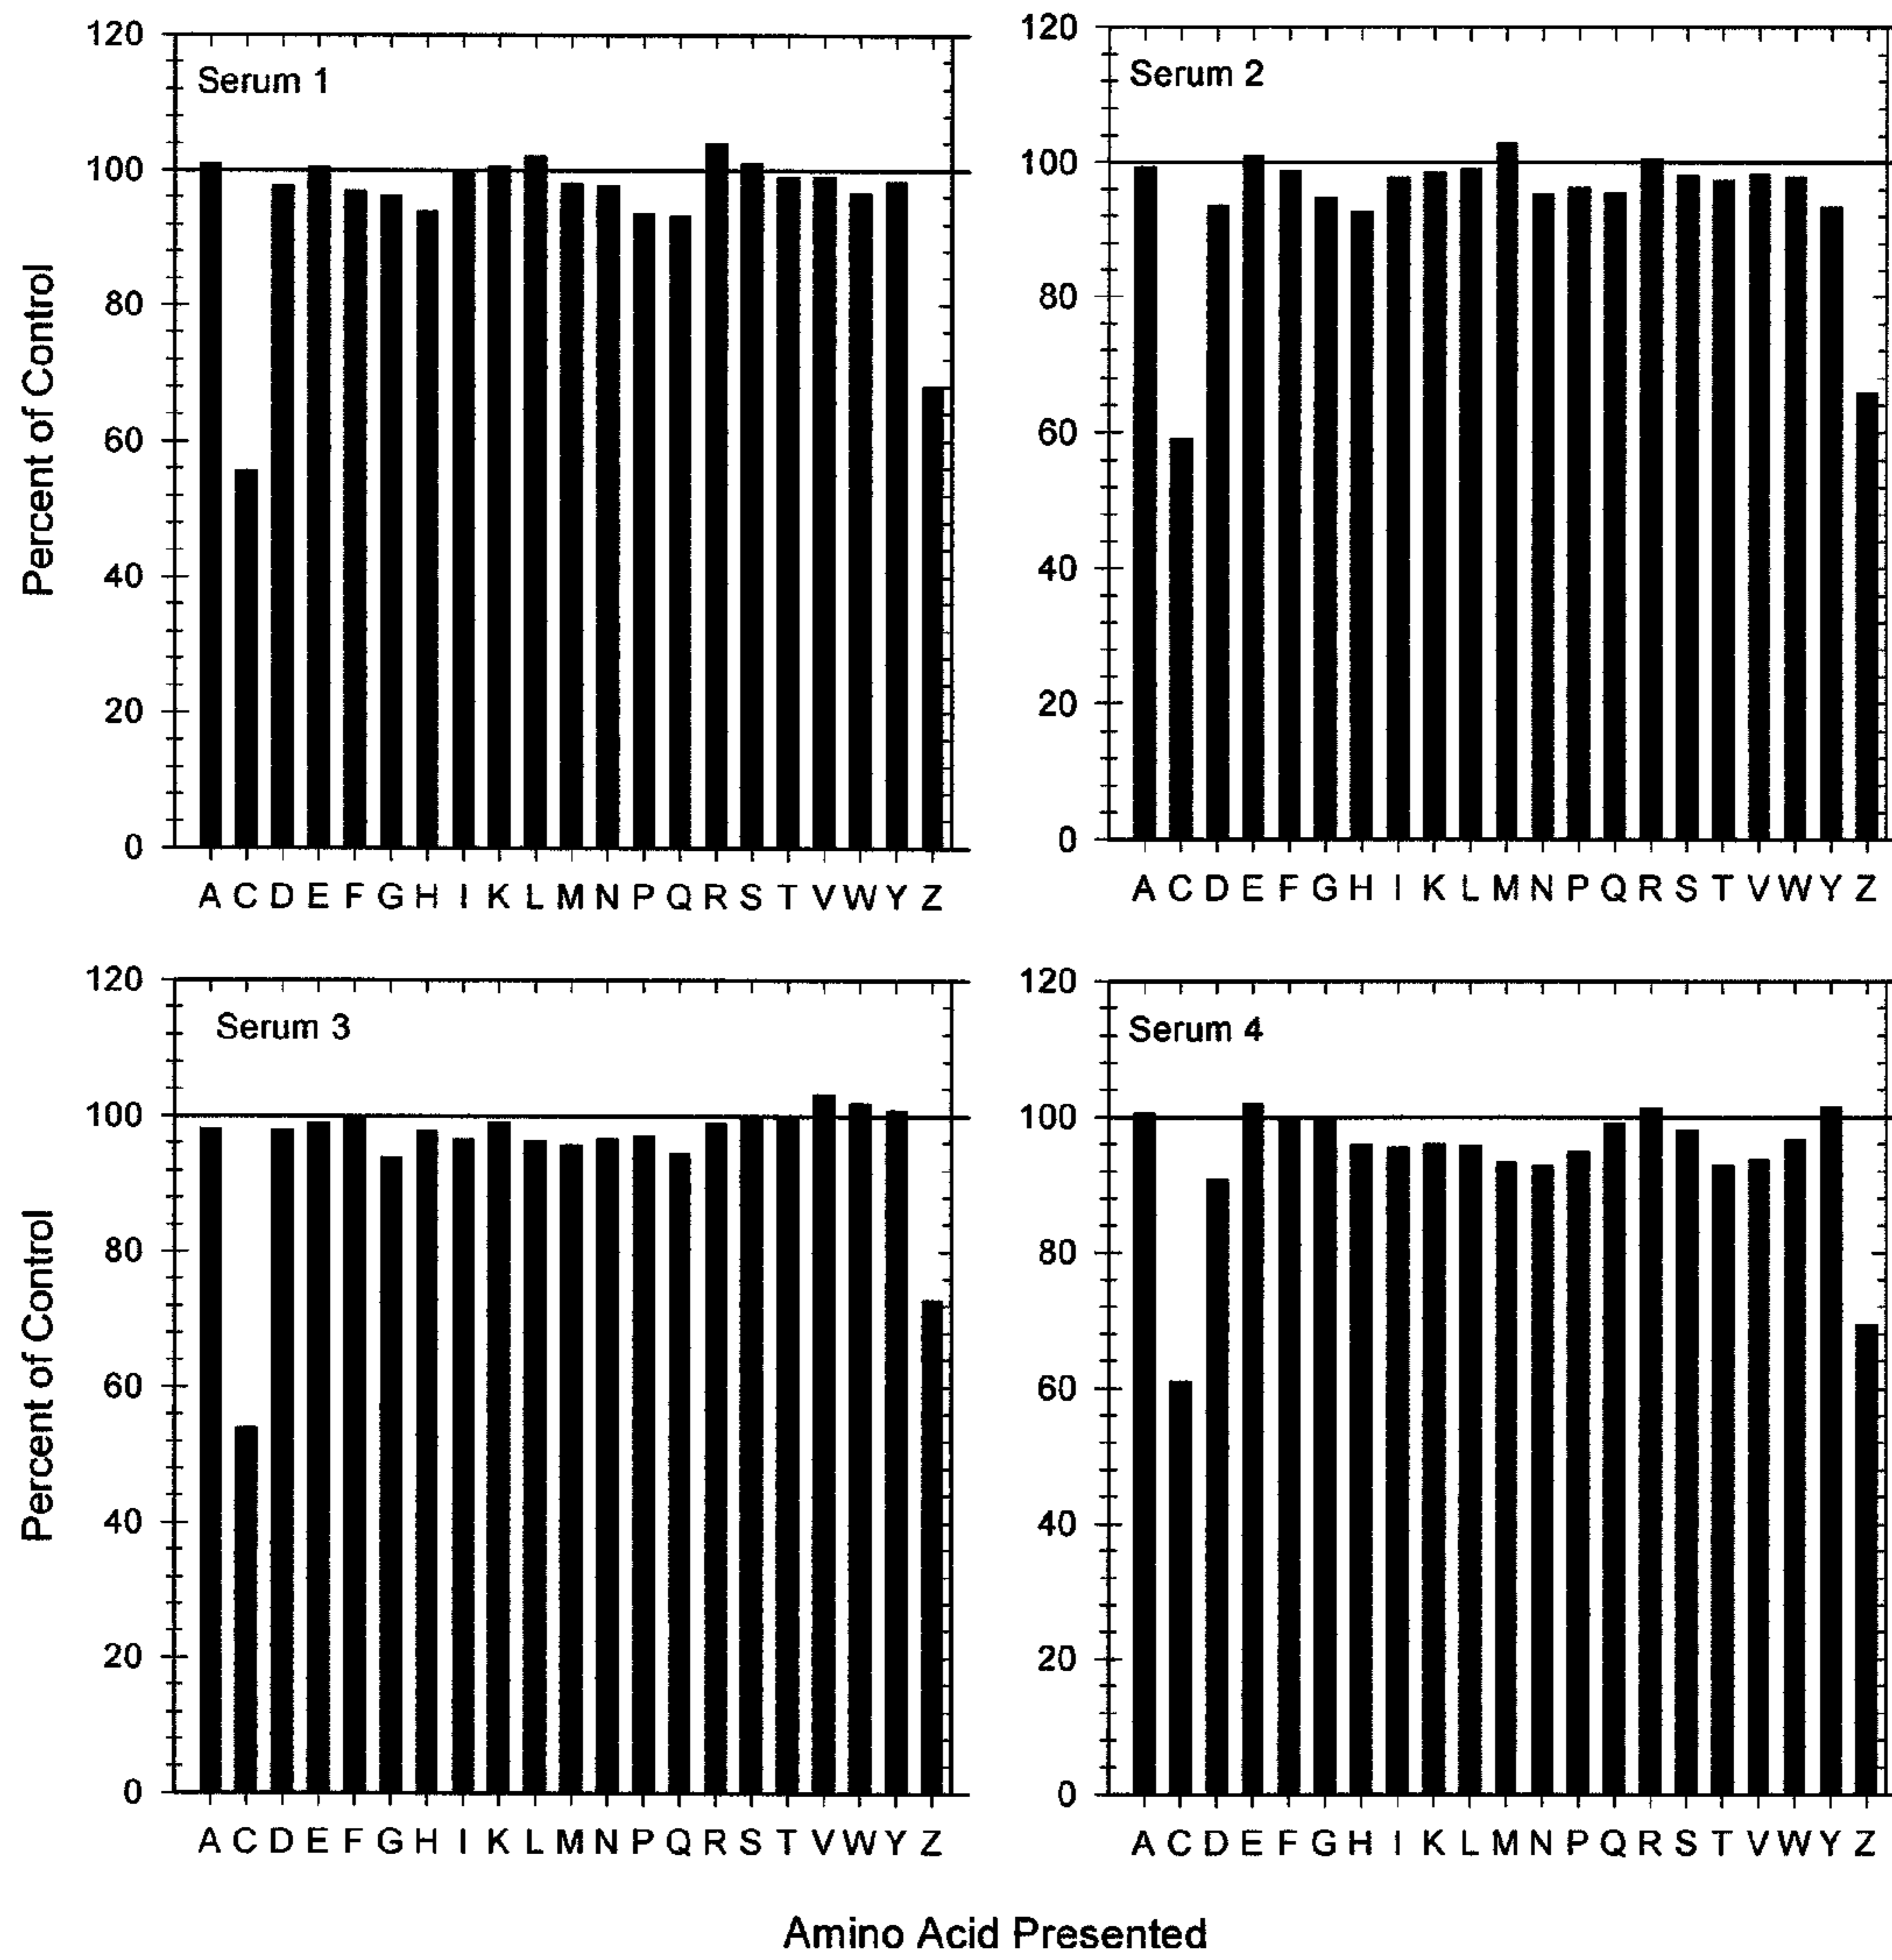 Serum 1
Percent of Control
120
100
80
60
40
20
0
A C D E F G H I K L M N P Q R S T V W Y Z
Serum 2
120
100
80
60
40
20
0
A C D E F G H I K L M N P Q R S T V W Y Z
Serum 3
Percent of Control
120
100
80
60
40
20
0
A C D E F G H I K L M N P Q R S T V W Y Z
Serum 4
120
100
80
60
40
20
0
A C D E F G H I K L M N P Q R S T V W Y Z
Amino Acid Presented